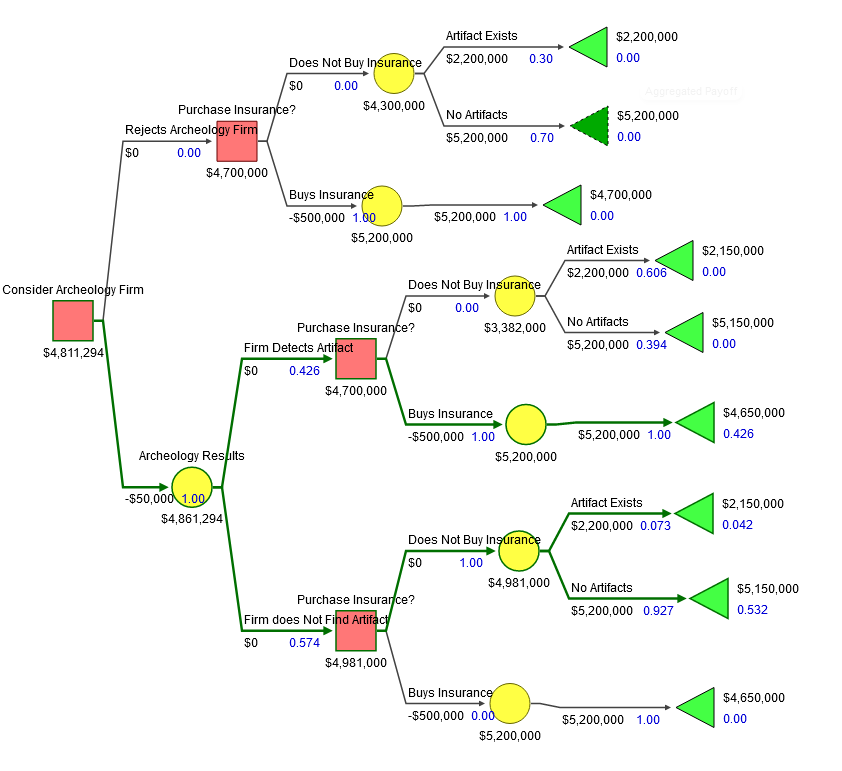 Artifact Exists
$2,200,000 0.30
$2,200,000
0.00
Does Not Buy Insurance
$0 0.00
$4,300,000
Aggregated Payoff
No Artifacts
$5,200,000 0.70
$5,200,000
0.00
Purchase Insurance?
Rejects Archeology Firm
$0 0.00
$4,700,000
Buys Insurance
-$500,000 1.00
$5,200,000
$5,200,000 1.00
$4,700,000
0.00
Consider Archeology Firm
$4,811,294
Artifact Exists
$2,200,000 0.606
$2,150,000
0.00
Does Not Buy Insurance
$0 0.00
$3,382,000
No Artifacts
$5,200,000 0.394
$5,150,000
0.00
Purchase Insurance?
Firm Detects Artifact
$0 0.426
$4,700,000
Buys Insurance
-$500,000 1.00
$5,200,000
$5,200,000 1.00
$4,650,000
0.426
Archeology Results
-$50,000 1.00
$4,861,294
Artifact Exists
$2,200,000 0.073
$2,150,000
0.042
Does Not Buy Insurance
$0 1.00
$4,981,000
No Artifacts
$5,200,000 0.927
$5,150,000
0.532
Purchase Insurance?
Firm does Not Find Artifact
$0 0.574
$4,981,000
Buys Insurance
-$500,000 0.00
$5,200,000
$5,200,000 1.00
$4,650,000
0.00